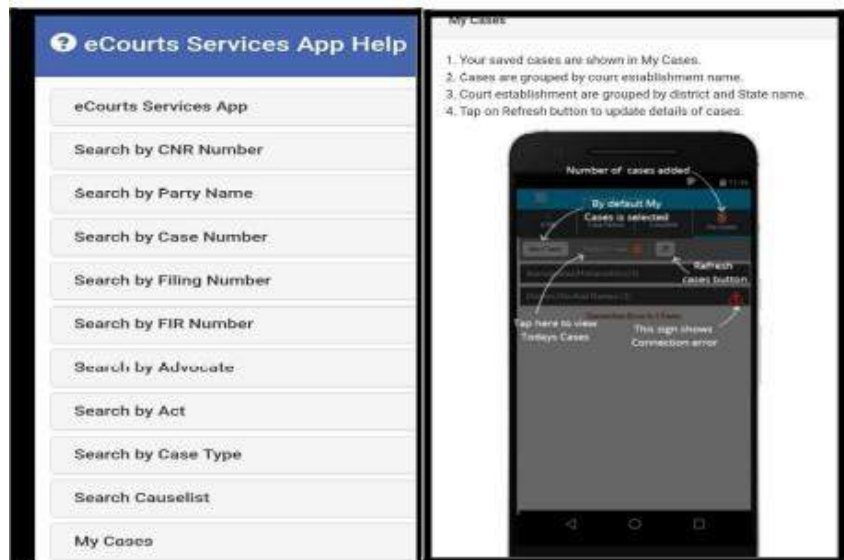 eCourts Services App Help
eCourts Services App
Search by CNR Number
Search by Party Name
Search by Case Number
Search by Filing Number
Search by FIR Number
Search by Advocate
Search by Act
Search by Case Type
Search Causelist
My Cases
My Cases
1. Your saved cases are shown in My Cases.
2. Cases are grouped by court establishment name.
3. Court establishment are grouped by district and State name.
4. Tap on Refresh button to update details of cases.
Number of cases added
By default My
Cases is selected
Refresh
cases button
Tap here to view
Todays Cases
This sign shows
Connection error